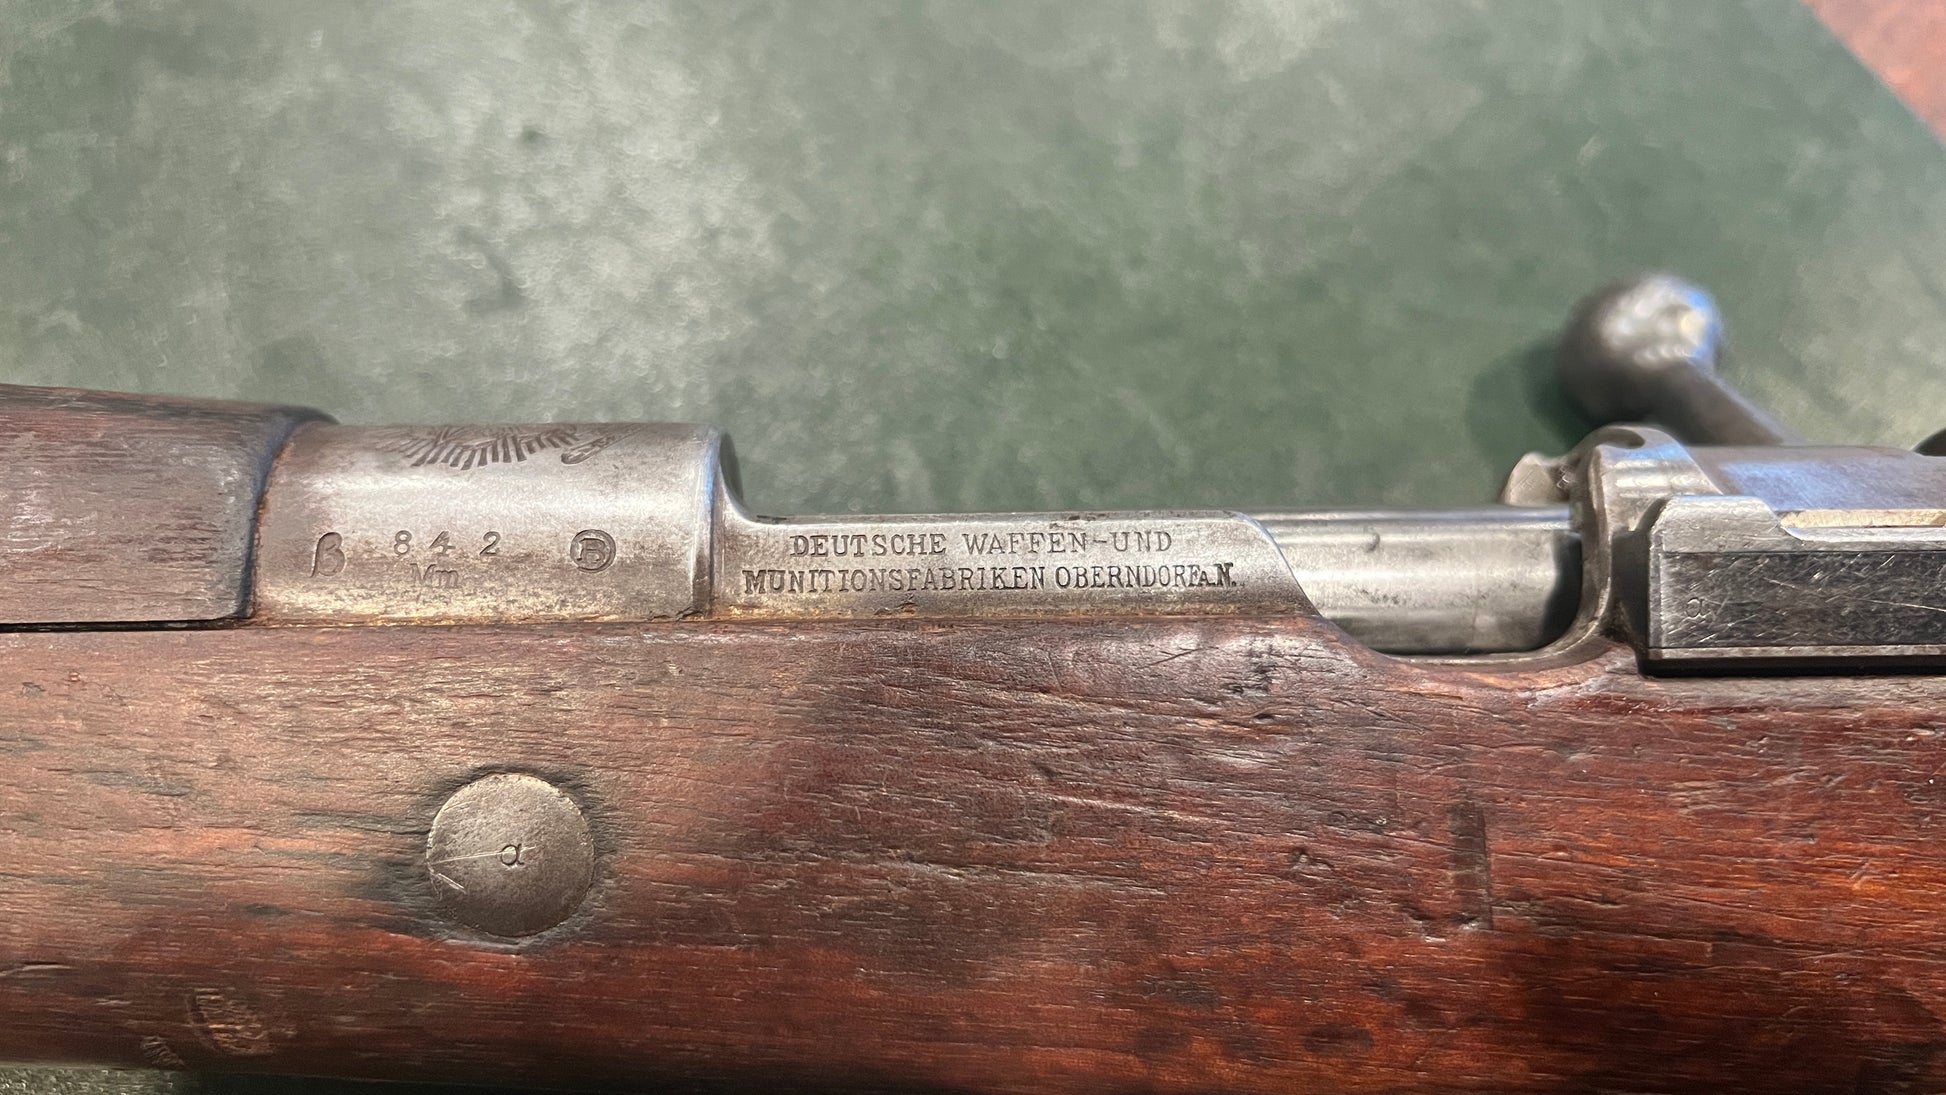 β 842 B
Mm
DEUTSCHE WAFFEN-UND
MUNITIONSFABRIKEN OBERNDORF A. N.
a
a